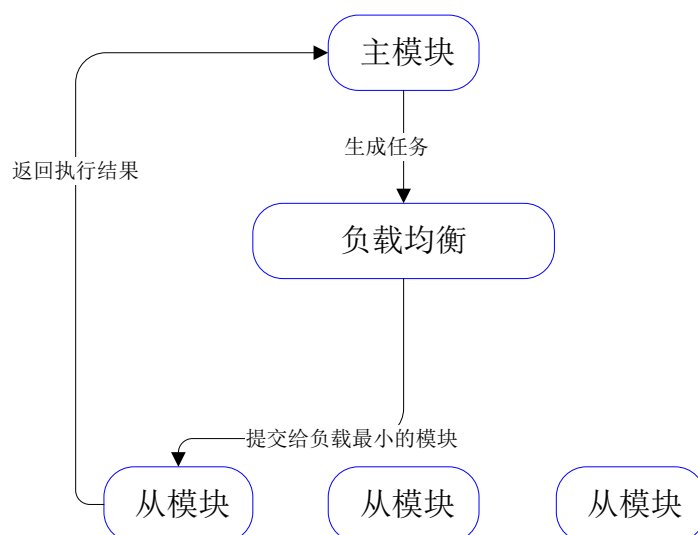 主模块
生成任务
返回执行结果
负载均衡
提交给负载最小的模块
从模块
从模块
从模块